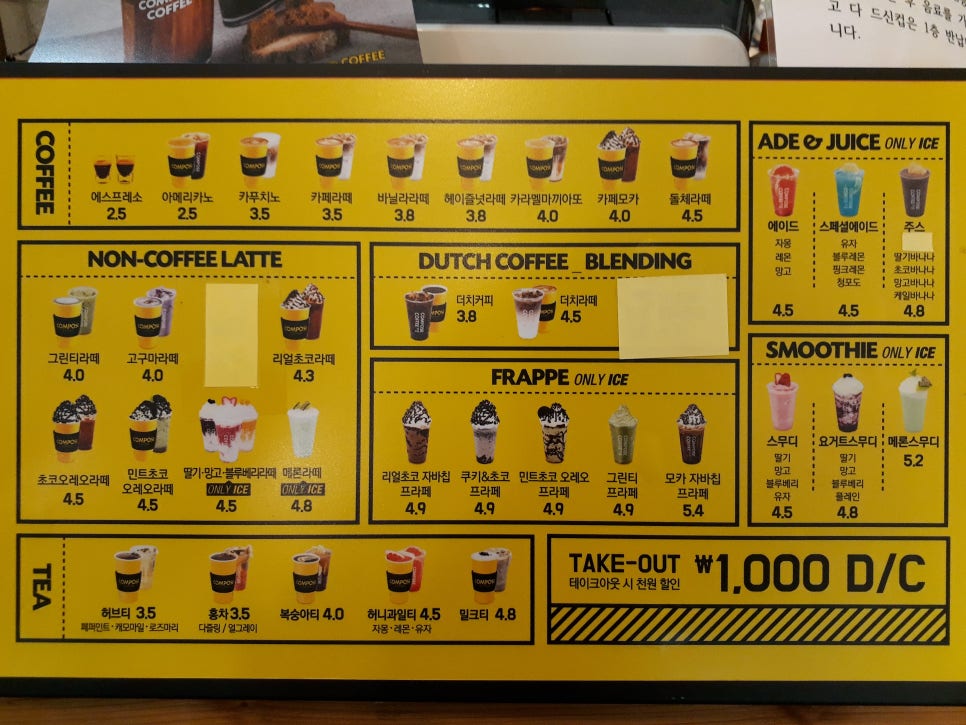 COM
COFFEE
COFFEE
후 음료를
고 다 드신컵은 1층 반납
니다.
COFFEE
에스프레소
2.5
아메리카노
2.5
카푸치노
3.5
카페라떼
3.5
바닐라라떼
3.8
헤이즐넛라떼
3.8
카라멜마끼아또
4.0
카페모카
4.0
돌체라떼
4.5
ADE & JUICE ONLY ICE
에이드
자몽
레몬
망고
4.5
스페셜에이드
유자
블루레몬
핑크레몬
청포도
4.5
주스
딸기바나나
초코바나나
망고바나나
케일바나나
4.8
NON-COFFEE LATTE
그린티라떼
4.0
고구마라떼
4.0
리얼초코라떼
4.3
초코오레오라떼
4.5
민트초코
오레오라떼
4.5
딸기·망고·블루베리라떼
ONLY ICE
4.5
메론라떼
ONLY ICE
4.8
DUTCH COFFEE _ BLENDING
더치커피
3.8
더치라떼
4.5
FRAPPE ONLY ICE
리얼초코 자바칩
프라페
4.9
쿠키&초코
프라페
4.9
민트초코 오레오
프라페
4.9
그린티
프라페
4.9
모카 자바칩
프라페
5.4
SMOOTHIE ONLY ICE
스무디
딸기
망고
블루베리
유자
4.5
요거트스무디
딸기
망고
블루베리
플레인
4.8
메론스무디
5.2
TEA
허브티 3.5
페퍼민트·캐모마일·로즈마리
홍차 3.5
다즐링 / 얼그레이
복숭아티 4.0
허니과일티 4.5
자몽·레몬·유자
밀크티 4.8
TAKE-OUT ₩1,000 D/C
테이크아웃 시 천원 할인